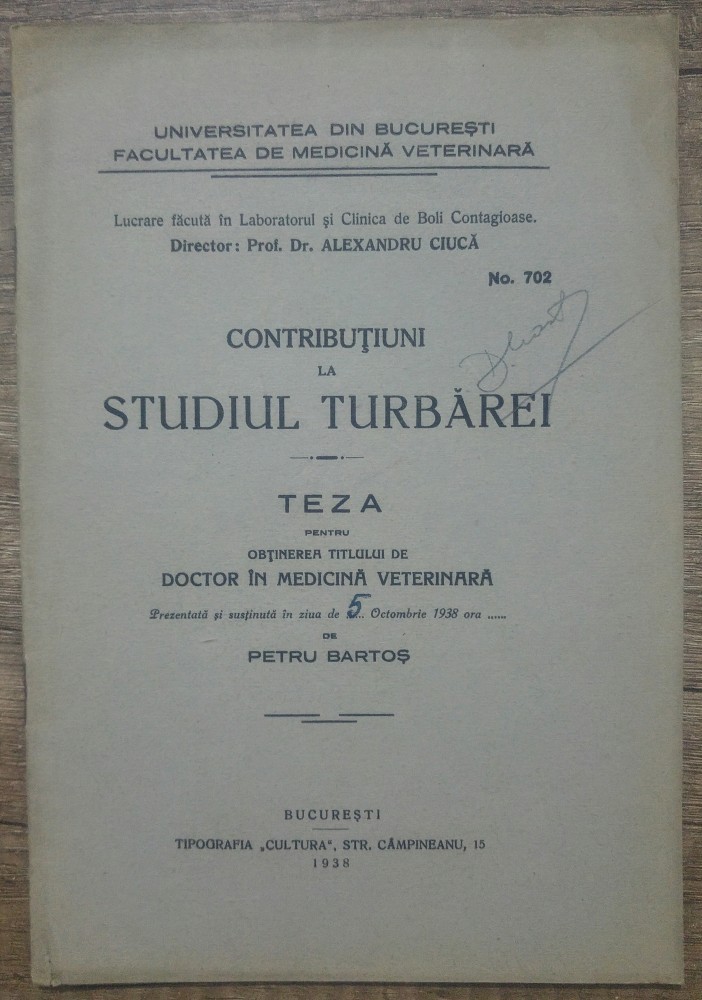 UNIVERSITATEA DIN BUCUREȘTI
FACULTATEA DE MEDICINĂ VETERINARĂ
Lucrare făcută în Laboratorul și Clinica de Boli Contagioase.
Director: Prof. Dr. ALEXANDRU CIUCĂ
No. 702
CONTRIBUȚIUNI
LA
STUDIUL TURBĂREI
TEZA
PENTRU
OBȚINEREA TITLULUI DE
DOCTOR ÎN MEDICINĂ VETERINARĂ
Prezentată și susținută în ziua de 5... Octombrie 1938 ora ......
DE
PETRU BARTOȘ
BUCUREȘTI
TIPOGRAFIA „CULTURA", STR. CÂMPINEANU, 15
1938